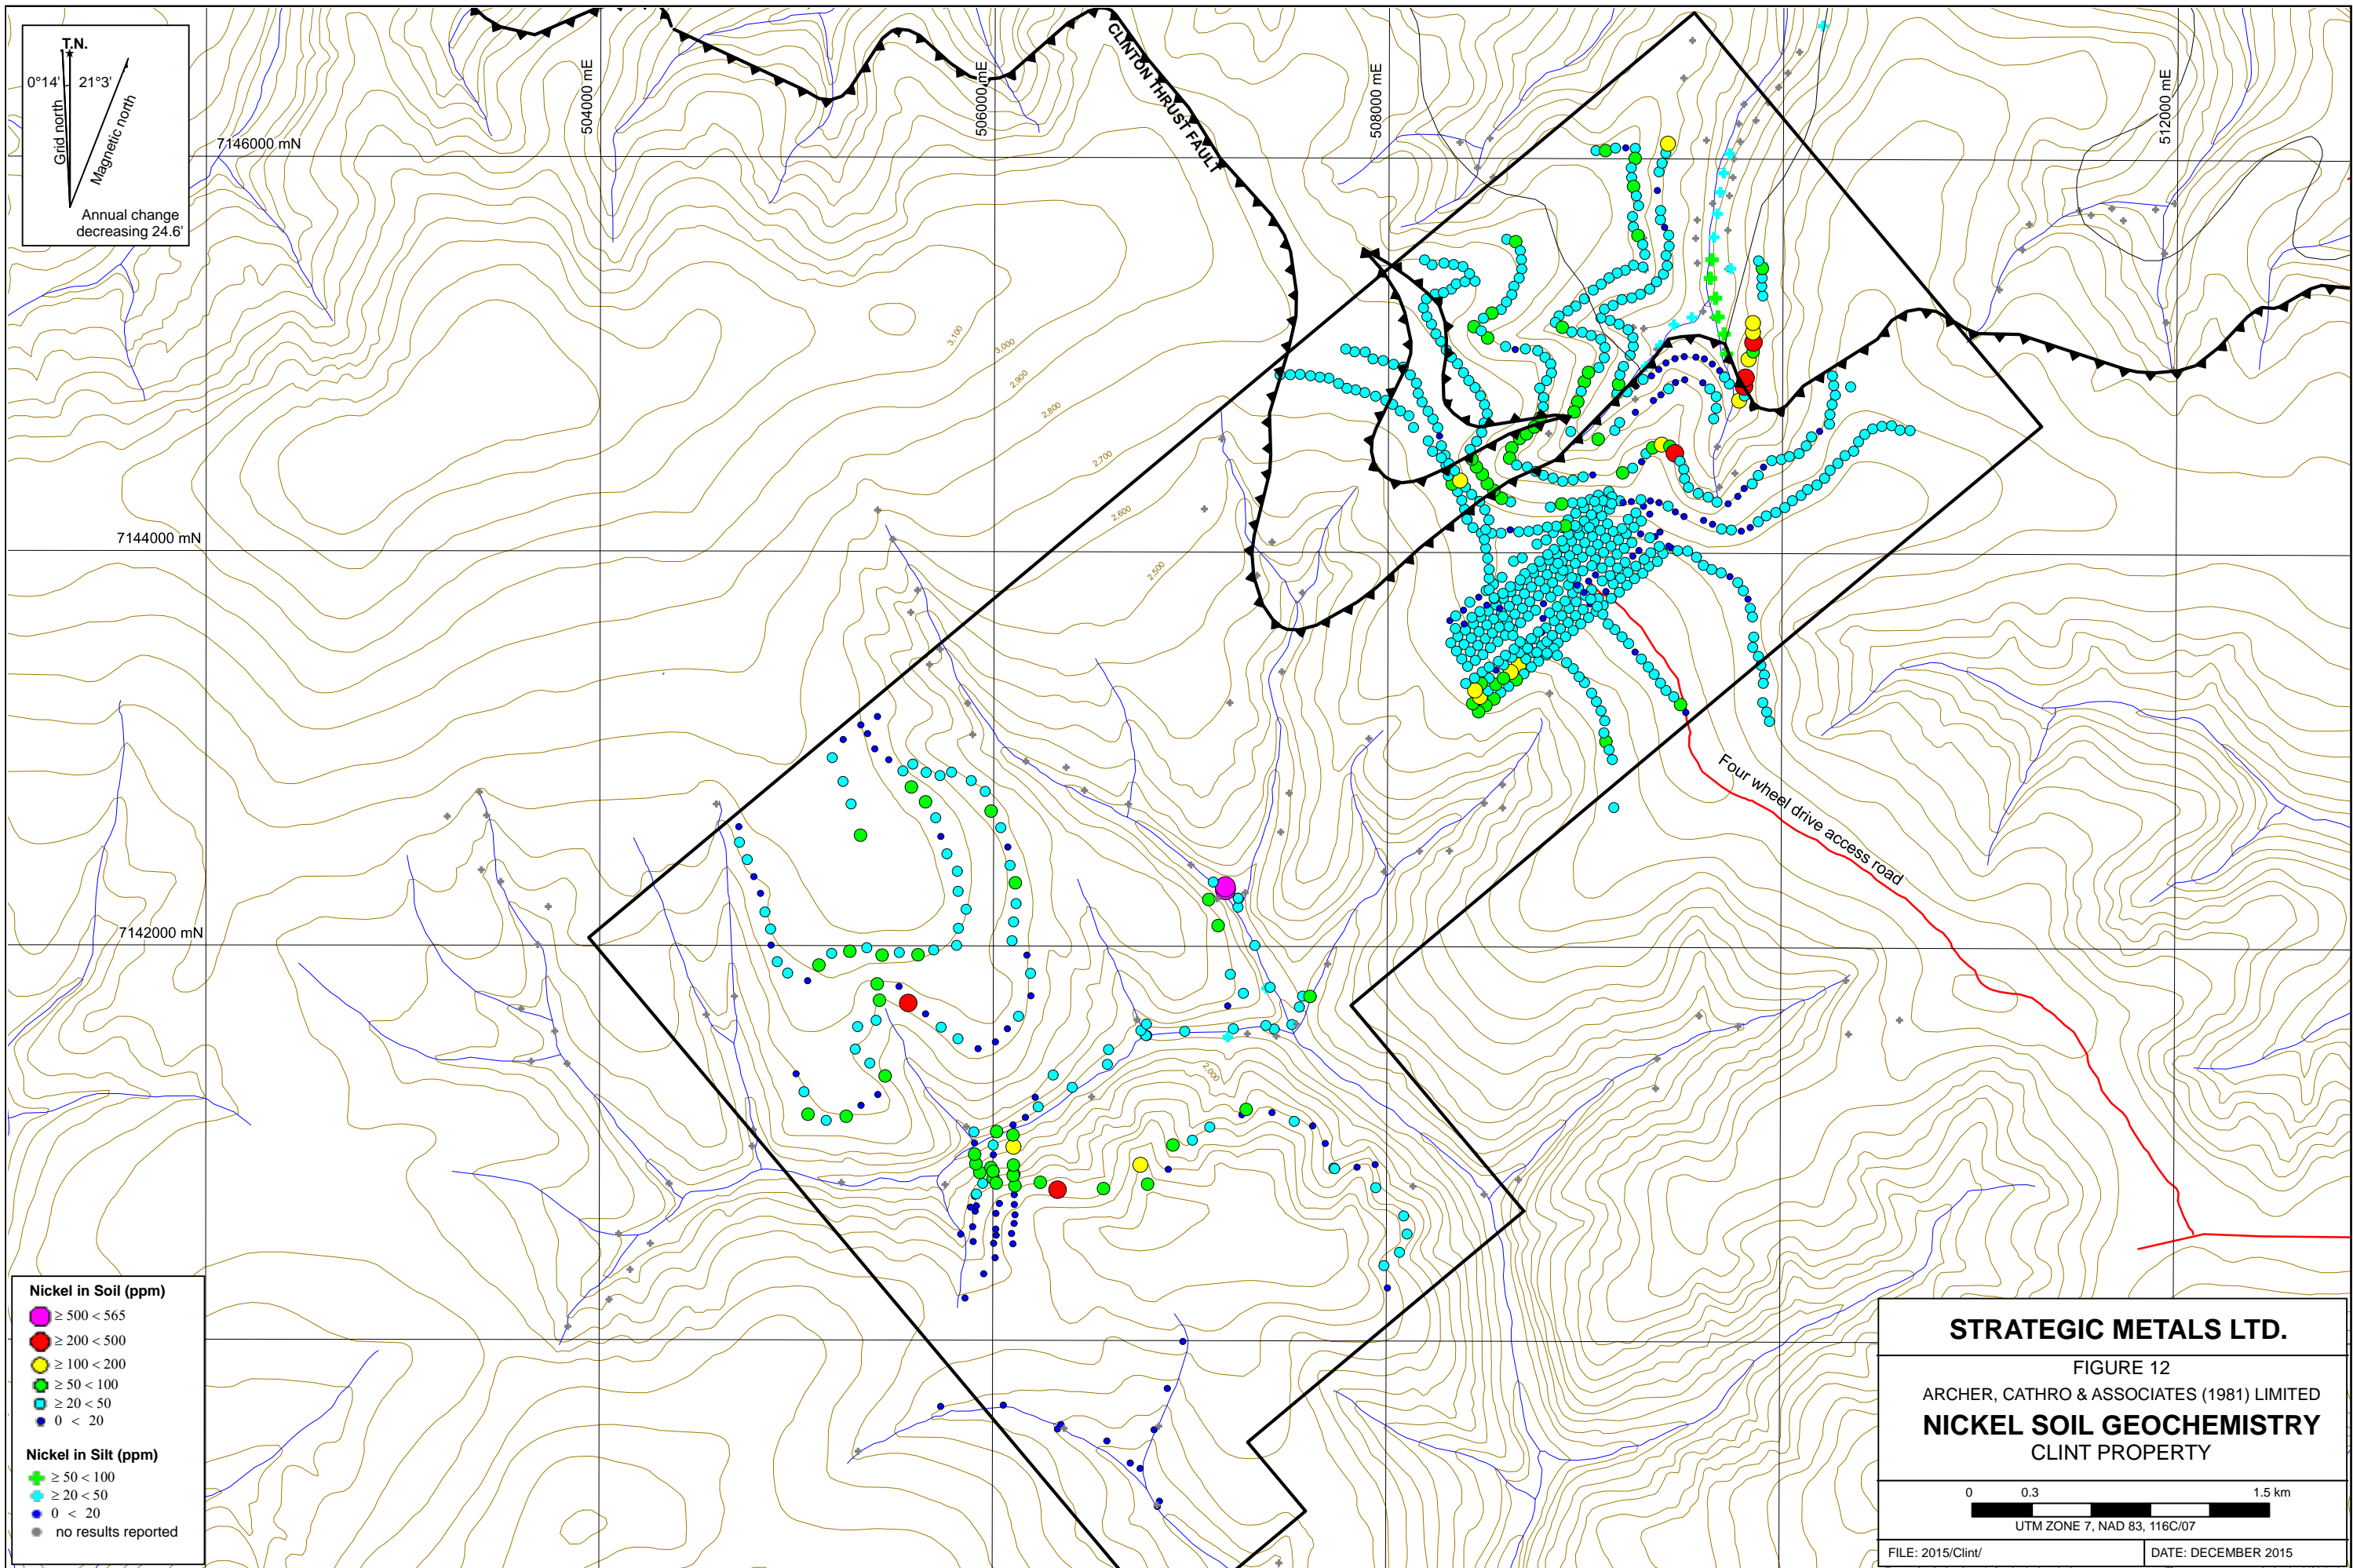 T.N.
0°14'
21°3'
Grid north
Magnetic north
Annual change
decreasing 24.6'
7146000 mN
7144000 mN
7142000 mN
504000 mE
506000 mE
508000 mE
512000 mE
CLINTON THRUST FAULT
3,100
3,000
2,900
2,800
2,700
2,600
2,500
2,000
Four wheel drive access road
Nickel in Soil (ppm)
≥ 500 < 565
≥ 200 < 500
≥ 100 < 200
≥ 50 < 100
≥ 20 < 50
0 < 20
Nickel in Silt (ppm)
≥ 50 < 100
≥ 20 < 50
0 < 20
no results reported
STRATEGIC METALS LTD.
FIGURE 12
ARCHER, CATHRO & ASSOCIATES (1981) LIMITED
NICKEL SOIL GEOCHEMISTRY
CLINT PROPERTY
0 0.3 1.5 km
UTM ZONE 7, NAD 83, 116C/07
FILE: 2015/Clint/
DATE: DECEMBER 2015